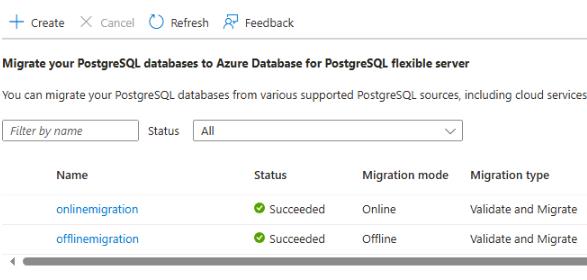 Create Cancel Refresh Feedback
Migrate your PostgreSQL databases to Azure Database for PostgreSQL flexible server
You can migrate your PostgreSQL databases from various supported PostgreSQL sources, including cloud services
Filter by name Status All
Name Status Migration mode Migration type
onlinemigration Succeeded Online Validate and Migrate
offlinemigration Succeeded Offline Validate and Migrate